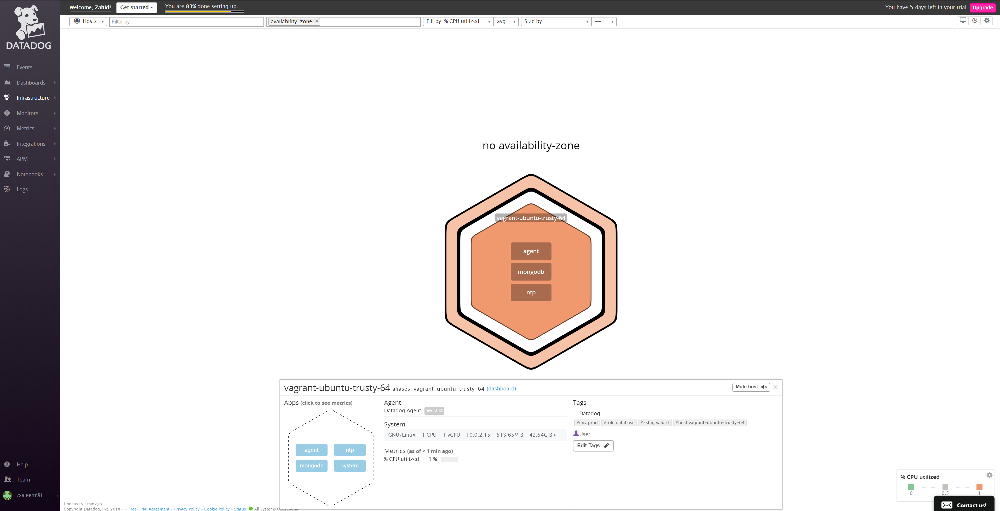 Welcome, Zahid!
Get started
You are 83% done setting up.
You have 5 days left in your trial.
Upgrade
DATADOG
Events
Dashboards
Infrastructure
Monitors
Metrics
Integrations
APM
Notebooks
Logs
Help
Team
zsaleem98
Hosts
Filter by
availability-zone ×
Fill by: % CPU utilized
avg
Size by:
--
no availability-zone
vagrant-ubuntu-trusty-64
agent
mongodb
ntp
vagrant-ubuntu-trusty-64 aliases: vagrant-ubuntu-trusty-64 (dashboard)
Mute host
Apps (click to see metrics)
agent
ntp
mongodb
system
Agent
Datadog Agent: v6.2.0
System
GNU/Linux - 1 CPU - 1 vCPU - 10.0.2.15 - 513.65M B - 42.54G B
Metrics (as of < 1 min ago)
% CPU utilized 1 %
Tags
Datadog
#env:prod #role:database #zstag:value1 #host:vagrant-ubuntu-trusty-64
User
Edit Tags
% CPU utilized
0
0.5
1
Contact us!
Updated < 1 min ago
Copyright Datadog, Inc. 2018 - - Free-Trial Agreement - Privacy Policy - Cookie Policy - Status All Systems Operational